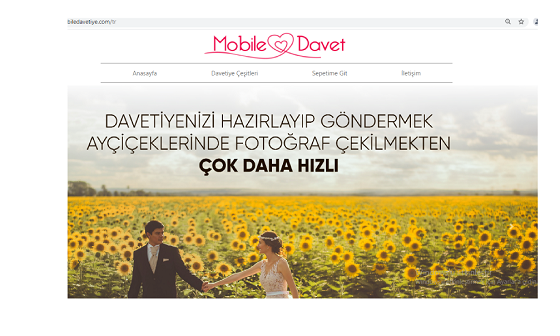 biledavetiye.com/tr
Mobile Davet
Anasayfa Davetiye Çeşitleri Sepetime Git İletişim
DAVETİYENİZİ HAZIRLAYIP GÖNDERMEK
AYÇİÇEKLERİNDE FOTOĞRAF ÇEKİLMEKTEN
ÇOK DAHA HIZLI